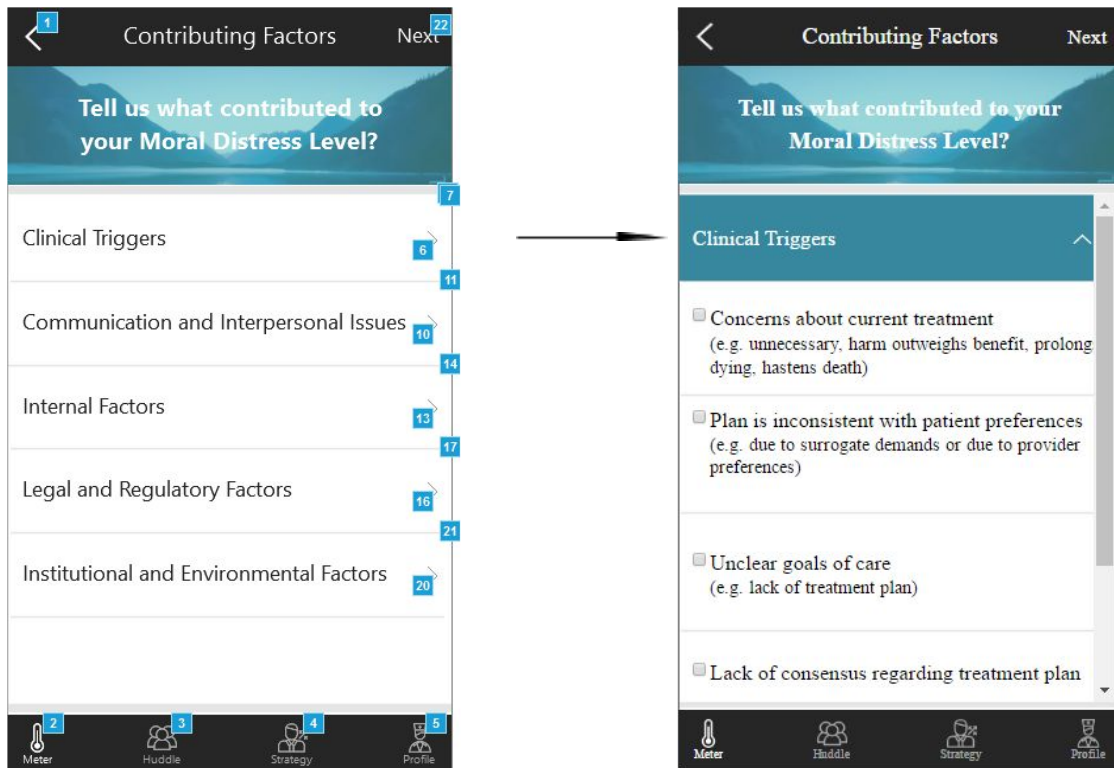 1
Contributing Factors
Next
22
Tell us what contributed to
your Moral Distress Level?
7
Clinical Triggers
6
11
Communication and Interpersonal Issues
10
14
Internal Factors
13
17
Legal and Regulatory Factors
16
21
Institutional and Environmental Factors
20
2
3
4
5
Meter
Huddle
Strategy
Profile
Contributing Factors
Next
Tell us what contributed to your
Moral Distress Level?
Clinical Triggers
Concerns about current treatment
(e.g. unnecessary, harm outweighs benefit, prolong
dying, hastens death)
Plan is inconsistent with patient preferences
(e.g. due to surrogate demands or due to provider
preferences)
Unclear goals of care
(e.g. lack of treatment plan)
Lack of consensus regarding treatment plan
Meter
Huddle
Strategy
Profile